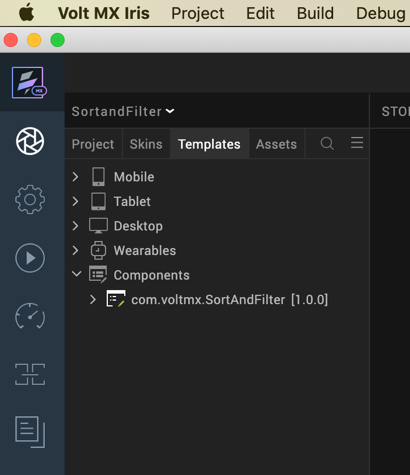 Volt MX Iris Project Edit Build Debug
MX
SortandFilter
Project Skins Templates Assets
Mobile
Tablet
Desktop
Wearables
Components
com.voltmx.SortAndFilter [1.0.0]